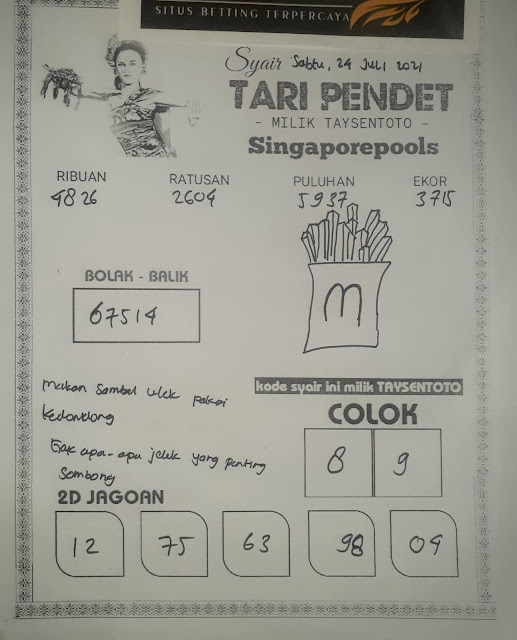 SITUS BETTING TERPERCAYA
Syair Sabtu, 24 Juli 2021
TARI PENDET
- MILIK TAYSENTOTO -
Singaporepools
RIBUAN RATUSAN PULUHAN EKOR
4826 2604 5937 3715
BOLAK - BALIK
67514
m
makan sambal ulek pakai
kedondong
kode syair ini milik TAYSENTOTO
COLOK
8 9
Gak apa-apa jelek yang penting
Sombong
2D JAGOAN
12 75 63 98 04